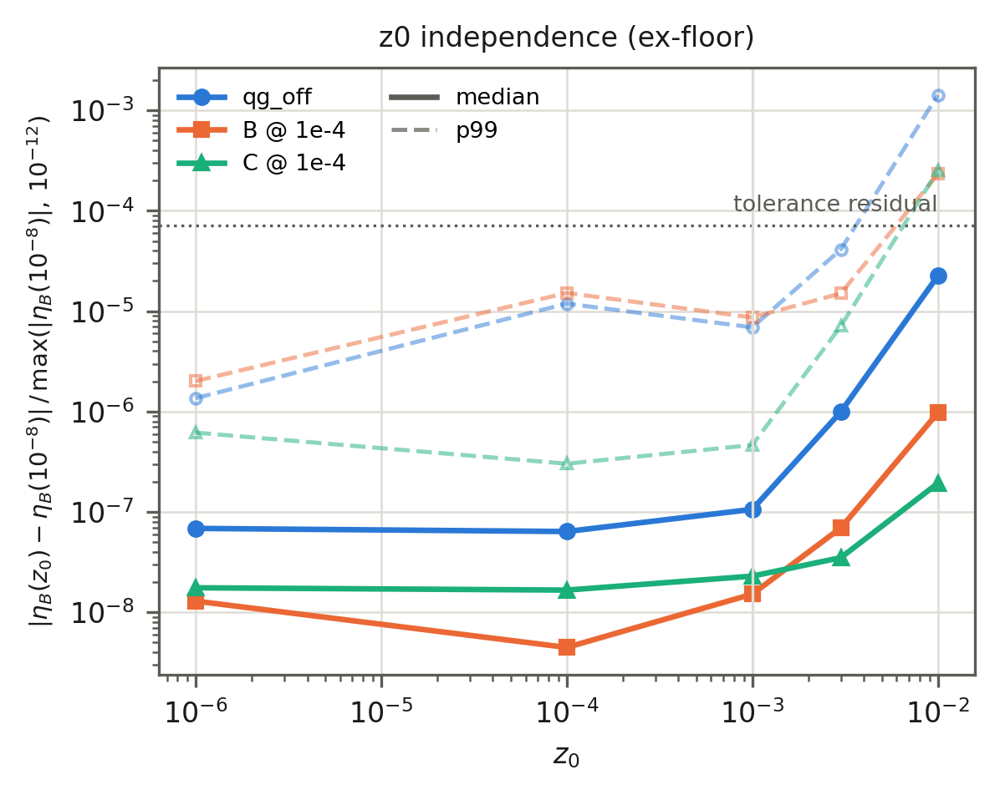 z0 independence (ex-floor)
qg_off
B @ 1e-4
C @ 1e-4
median
p99
tolerance residual
|η_B(z_0) − η_B(10^{−8})| / max(|η_B(10^{−8})|, 10^{−12})
10^{−3}
10^{−4}
10^{−5}
10^{−6}
10^{−7}
10^{−8}
10^{−6}
10^{−5}
10^{−4}
10^{−3}
10^{−2}
z_0